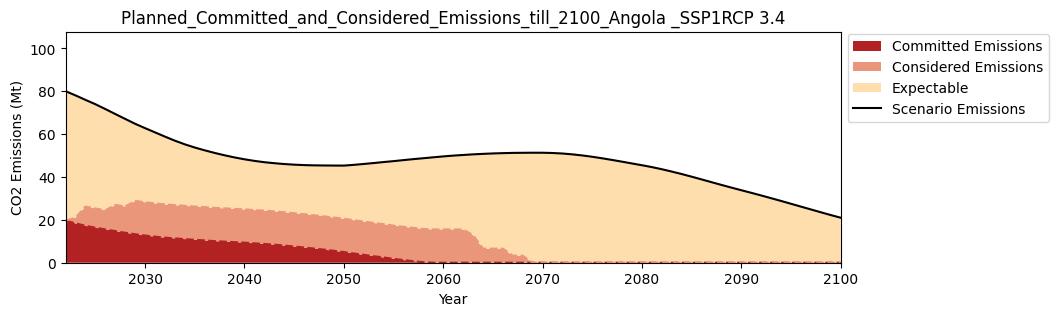 Planned_Committed_and_Considered_Emissions_till_2100_Angola _SSP1RCP 3.4
CO2 Emissions (Mt)
100
80
60
40
20
0
2030 2040 2050 2060 2070 2080 2090 2100
Year
Committed Emissions
Considered Emissions
Expectable
Scenario Emissions